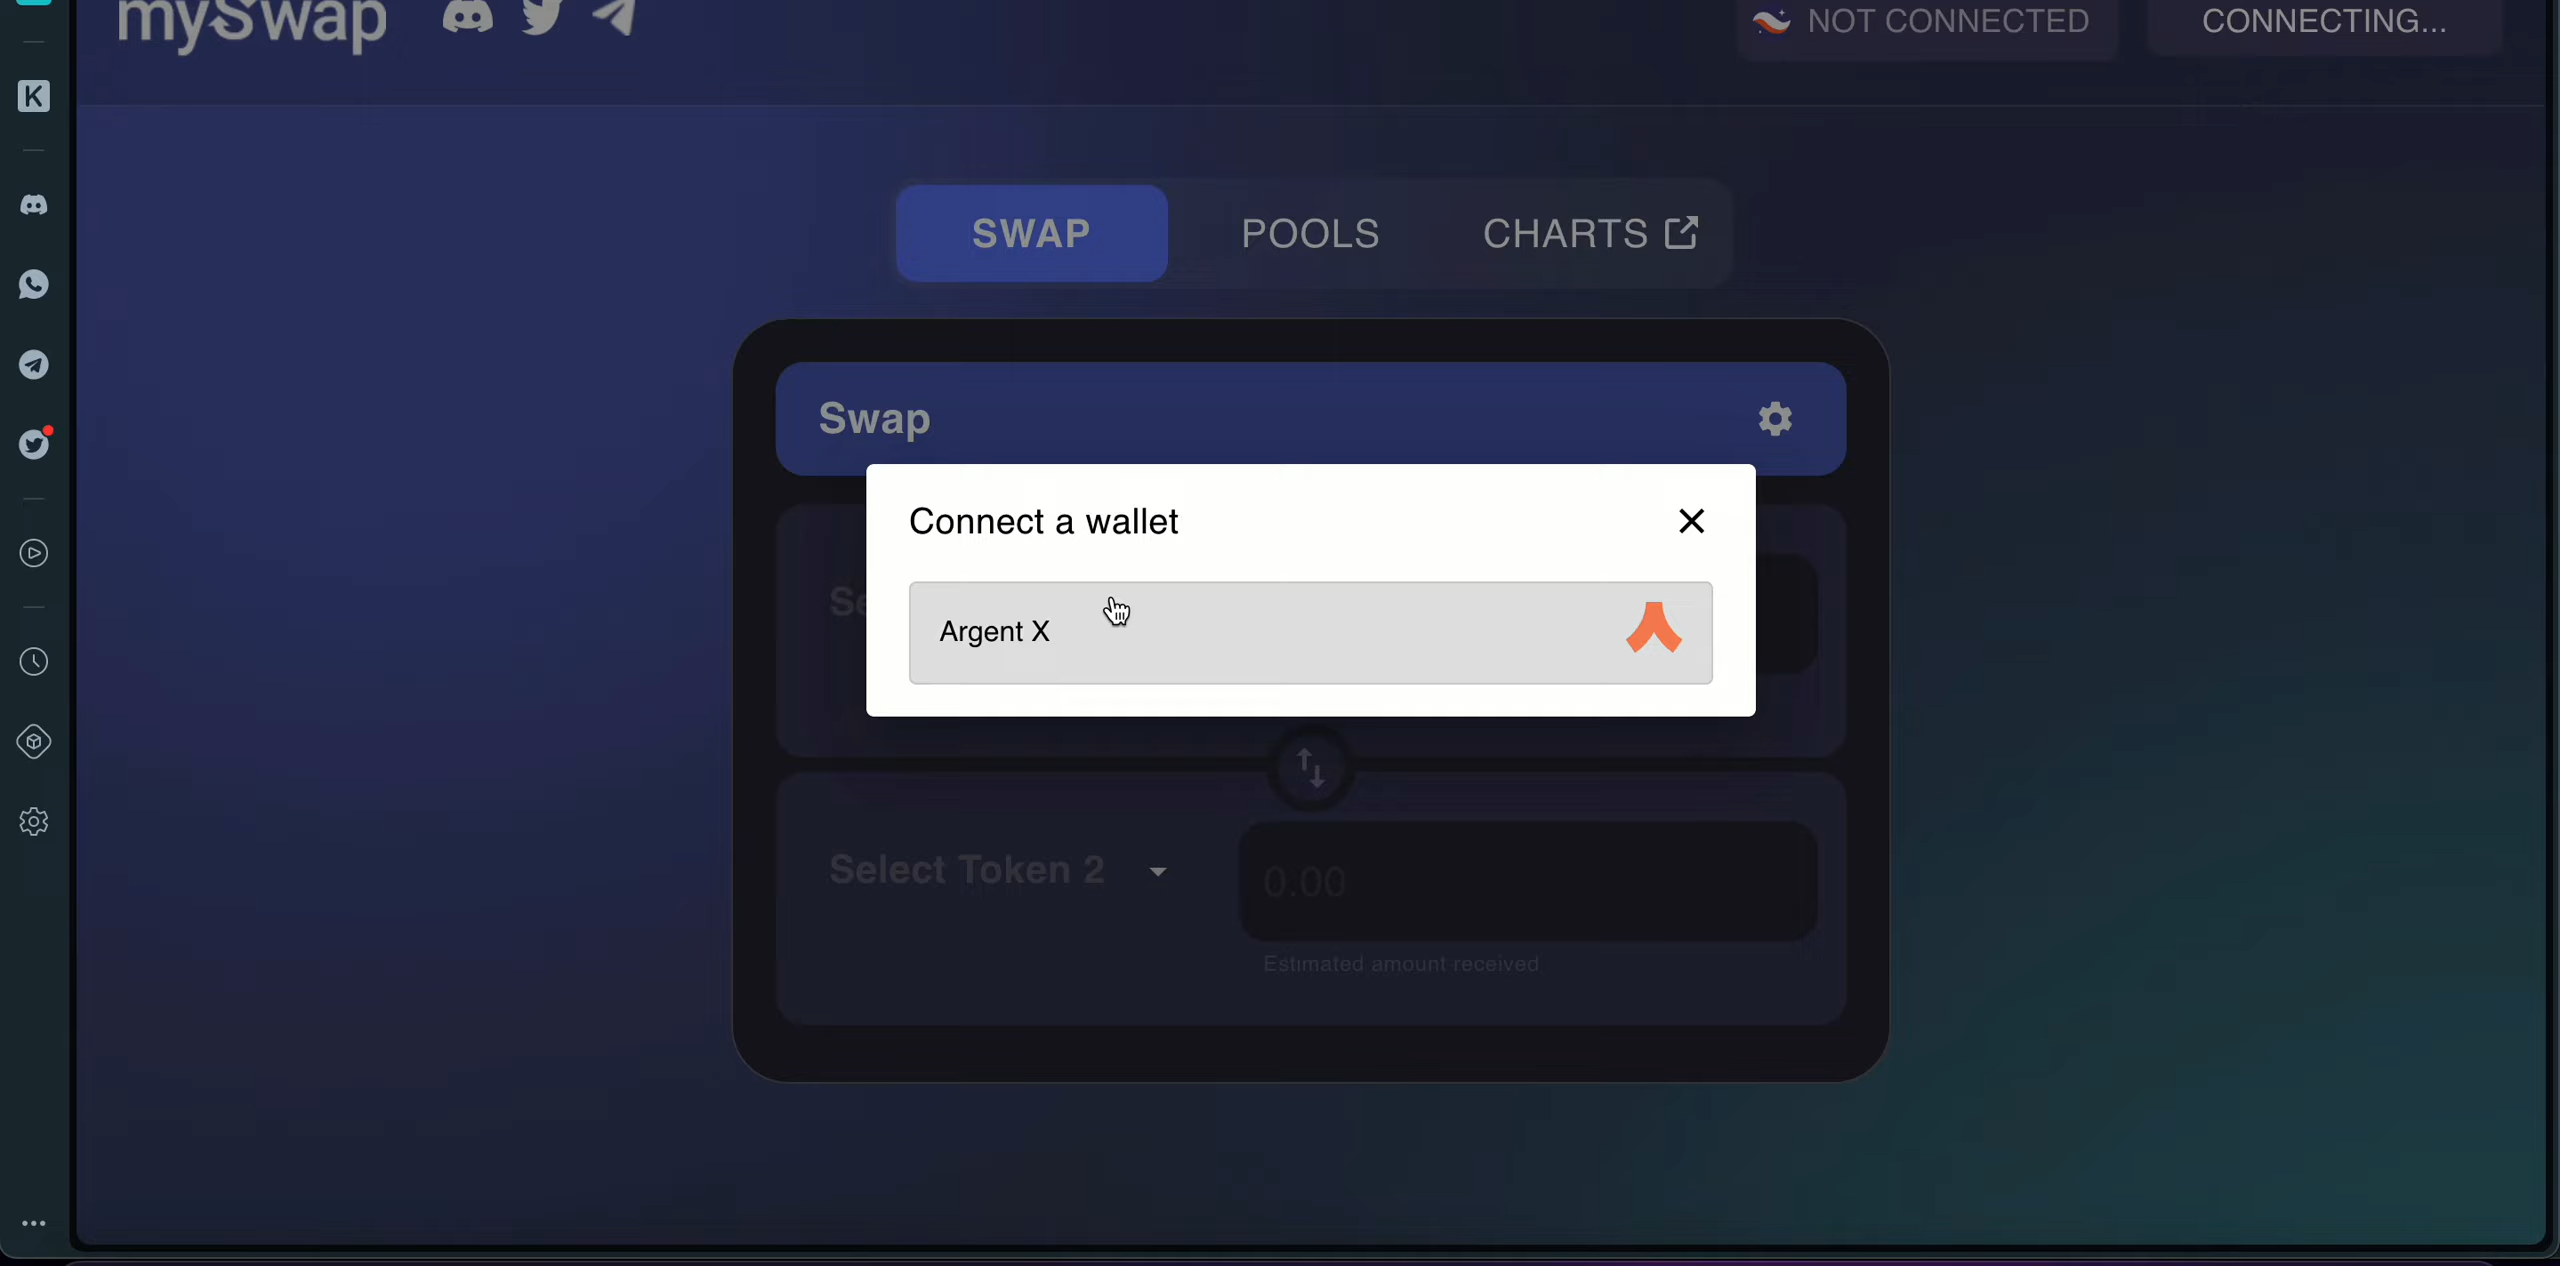 mySwap
NOT CONNECTED
CONNECTING...
SWAP
POOLS
CHARTS
Swap
Connect a wallet
Se
Argent X
Select Token 2
0.00
Estimated amount received